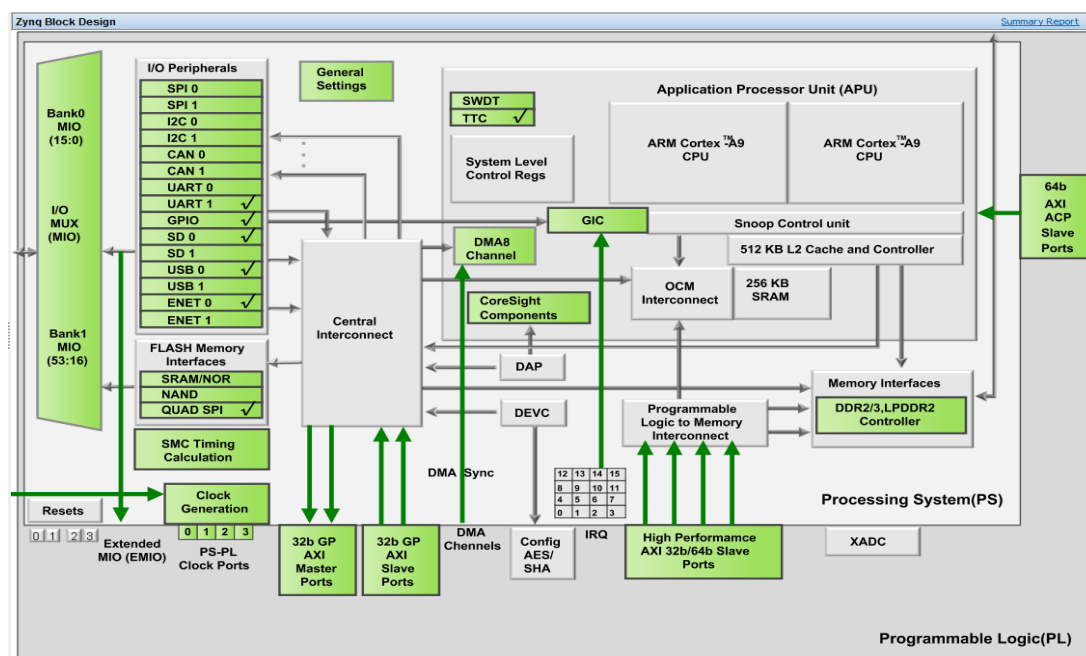 Zynq Block Design
Summary Report
I/O Peripherals
SPI 0
SPI 1
I2C 0
I2C 1
CAN 0
CAN 1
UART 0
UART 1 ✓
GPIO ✓
SD 0 ✓
SD 1
USB 0 ✓
USB 1
ENET 0 ✓
ENET 1
Bank0
MIO
(15:0)
I/O
MUX
(MIO)
Bank1
MIO
(53:16)
FLASH Memory
Interfaces
SRAM/NOR
NAND
QUAD SPI ✓
SMC Timing
Calculation
General
Settings
Application Processor Unit (APU)
SWDT
TTC ✓
System Level
Control Regs
ARM Cortex™-A9
CPU
ARM Cortex™-A9
CPU
GIC
Snoop Control unit
DMA8
Channel
512 KB L2 Cache and Controller
OCM
Interconnect
256 KB
SRAM
CoreSight
Components
Central
Interconnect
DAP
DEVC
Programmable
Logic to Memory
Interconnect
Memory Interfaces
DDR2/3,LPDDR2
Controller
64b
AXI
ACP
Slave
Ports
DMA Sync
12 13 14 15
8 9 10 11
4 5 6 7
0 1 2 3
Processing System(PS)
Resets
0 1 2 3
Clock
Generation
0 1 2 3
Extended
MIO (EMIO)
PS-PL
Clock Ports
32b GP
AXI
Master
Ports
32b GP
AXI
Slave
Ports
DMA
Channels
Config
AES/
SHA
IRQ
High Performamce
AXI 32b/64b Slave
Ports
XADC
Programmable Logic(PL)